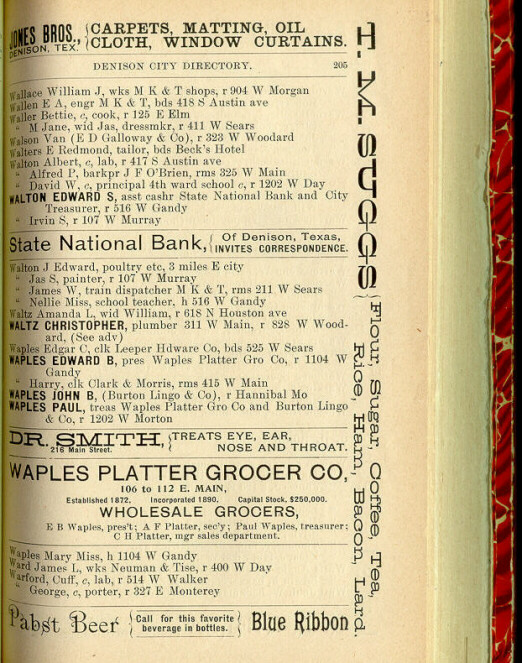 JONES BROS., DENISON, TEX. { CARPETS, MATTING, OIL
CLOTH, WINDOW CURTAINS.
DENISON CITY DIRECTORY. 205
Wallace William J, wks M K & T shops, r 904 W Morgan
Wallen E A, engr M K & T, bds 418 S Austin ave
Waller Bettie, c, cook, r 125 E Elm
“ M Jane, wid Jas, dressmkr, r 411 W Sears
Walson Van (E D Galloway & Co), r 323 W Woodard
Walters E Redmond, tailor, bds Beck's Hotel
Walton Albert, c, lab, r 417 S Austin ave
“ Alfred P, barkpr J F O'Brien, rms 325 W Main
“ David W, c, principal 4th ward school c, r 1202 W Day
WALTON EDWARD S, asst cashr State National Bank and City
Treasurer, r 516 W Gandy
“ Irvin S, r 107 W Murray
State National Bank, { Of Denison, Texas,
INVITES CORRESPONDENCE.
Walton J Edward, poultry etc, 3 miles E city
“ Jas S, painter, r 107 W Murray
“ James W, train dispatcher M K & T, rms 211 W Sears
“ Nellie Miss, school teacher, h 516 W Gandy
Waltz Amanda L, wid William, r 618 N Houston ave
WALTZ CHRISTOPHER, plumber 311 W Main, r 828 W Wood-
ard, (See adv)
Waples Edgar C, clk Leeper Hdware Co, bds 525 W Sears
WAPLES EDWARD B, pres Waples Platter Gro Co, r 1104 W
Gandy
“ Harry, clk Clark & Morris, rms 415 W Main
WAPLES JOHN B, (Burton Lingo & Co), r Hannibal Mo
WAPLES PAUL, treas Waples Platter Gro Co and Burton Lingo
& Co, r 1202 W Morton
DR. SMITH, 216 Main Street. { TREATS EYE, EAR,
NOSE AND THROAT.
WAPLES PLATTER GROCER CO,
106 to 112 E. MAIN,
Established 1872. Incorporated 1890. Capital Stock, $250,000.
WHOLESALE GROCERS,
E B Waples, pres't; A F Platter, sec'y; Paul Waples, treasurer;
C H Platter, mgr sales department.
Waples Mary Miss, h 1104 W Gandy
Ward James L, wks Neuman & Tise, r 400 W Day
Warford, Cuff, c, lab, r 514 W Walker
“ George, c, porter, r 327 E Monterey
Pabst Beer { Call for this favorite
beverage in bottles. } Blue Ribbon
H. M. SUGGS { Flour, Sugar, Coffee Tea,
Rice, Ham, Bacon, Lard.